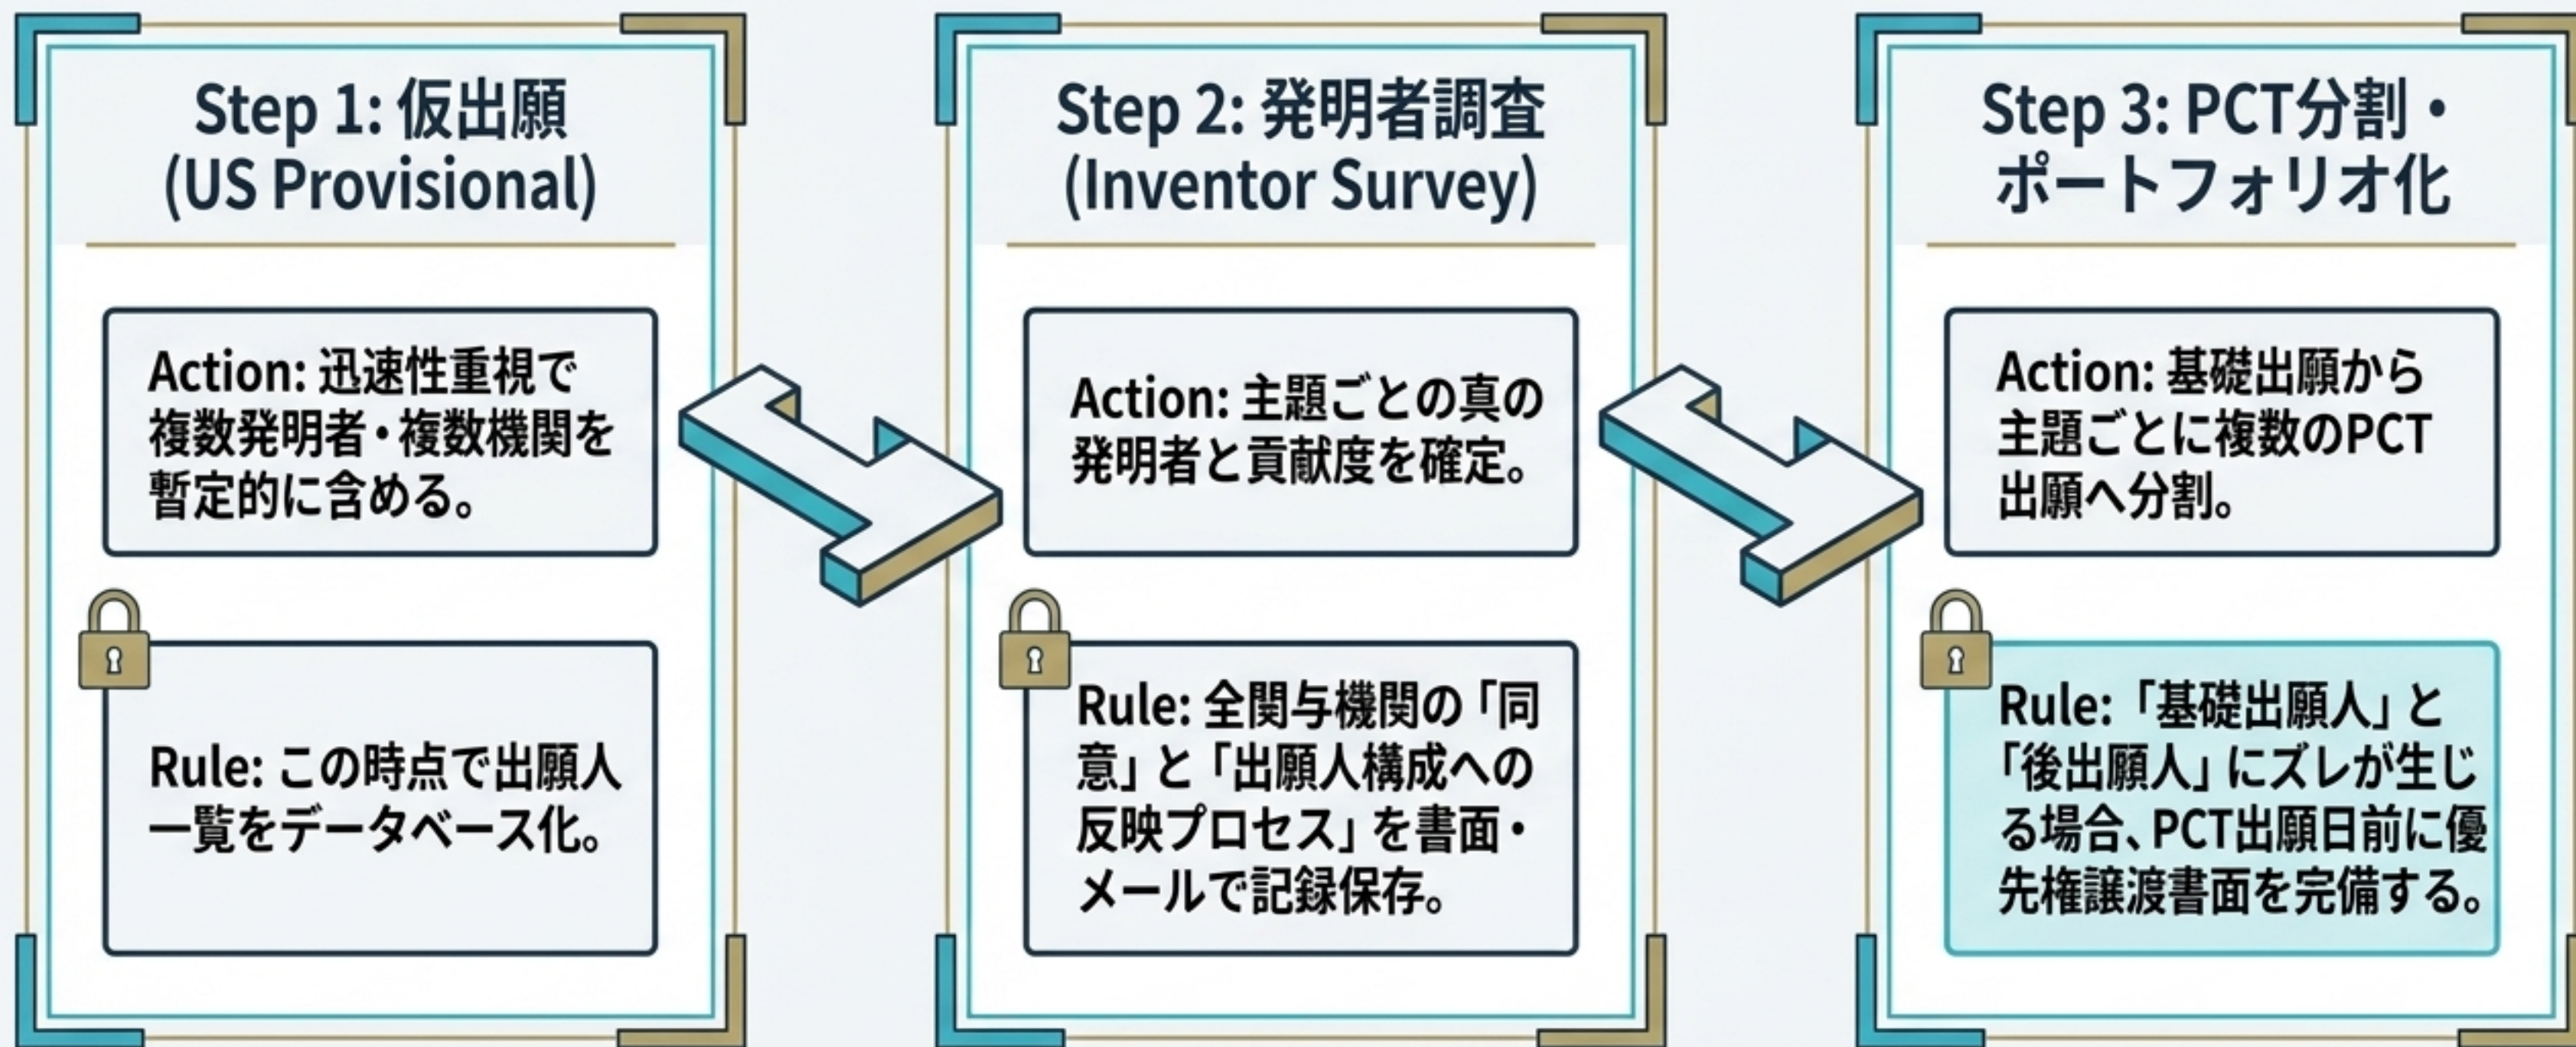 Step 1: 仮出願
(US Provisional)
Action: 迅速性重視で
複数発明者・複数機関を
暫定的に含める。
Rule: この時点で出願人
一覧をデータベース化。
Step 2: 発明者調査
(Inventor Survey)
Action: 主題ごとの真の
発明者と貢献度を確定。
Rule: 全関与機関の「同
意」と「出願人構成への
反映プロセス」を書面・
メールで記録保存。
Step 3: PCT分割・
ポートフォリオ化
Action: 基礎出願から
主題ごとに複数のPCT
出願へ分割。
Rule:「基礎出願人」と
「後出願人」にズレが生じ
る場合、PCT出願日前に優
先権譲渡書面を完備する。